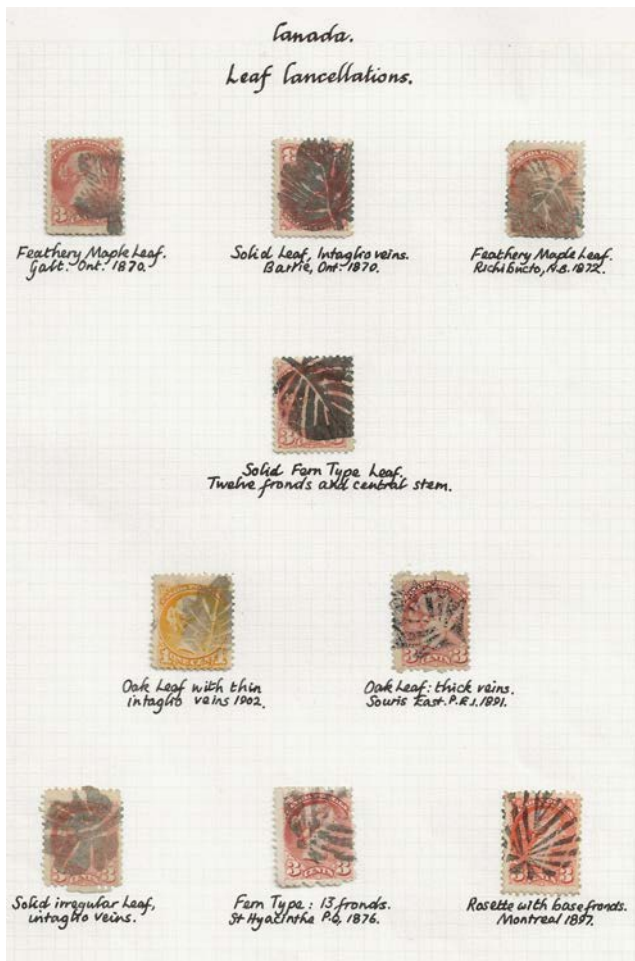 Canada.
Leaf Cancellations.
Feathery Maple Leaf.
Galt. Ont. 1870.
Solid Leaf, Intaglio veins.
Barrie, Ont. 1870.
Feathery Maple Leaf.
Richibucto, N.B. 1872.
Solid Fern Type Leaf.
Twelve fronds and central stem.
Oak Leaf with thin
intaglio veins 1902.
Oak Leaf: thick veins.
Souris East. P.E.I. 1891.
Solid irregular Leaf,
intaglio veins.
Fern Type: 13 fronds.
St Hyacinthe P.Q. 1876.
Rosette with base fronds.
Montreal 1897.